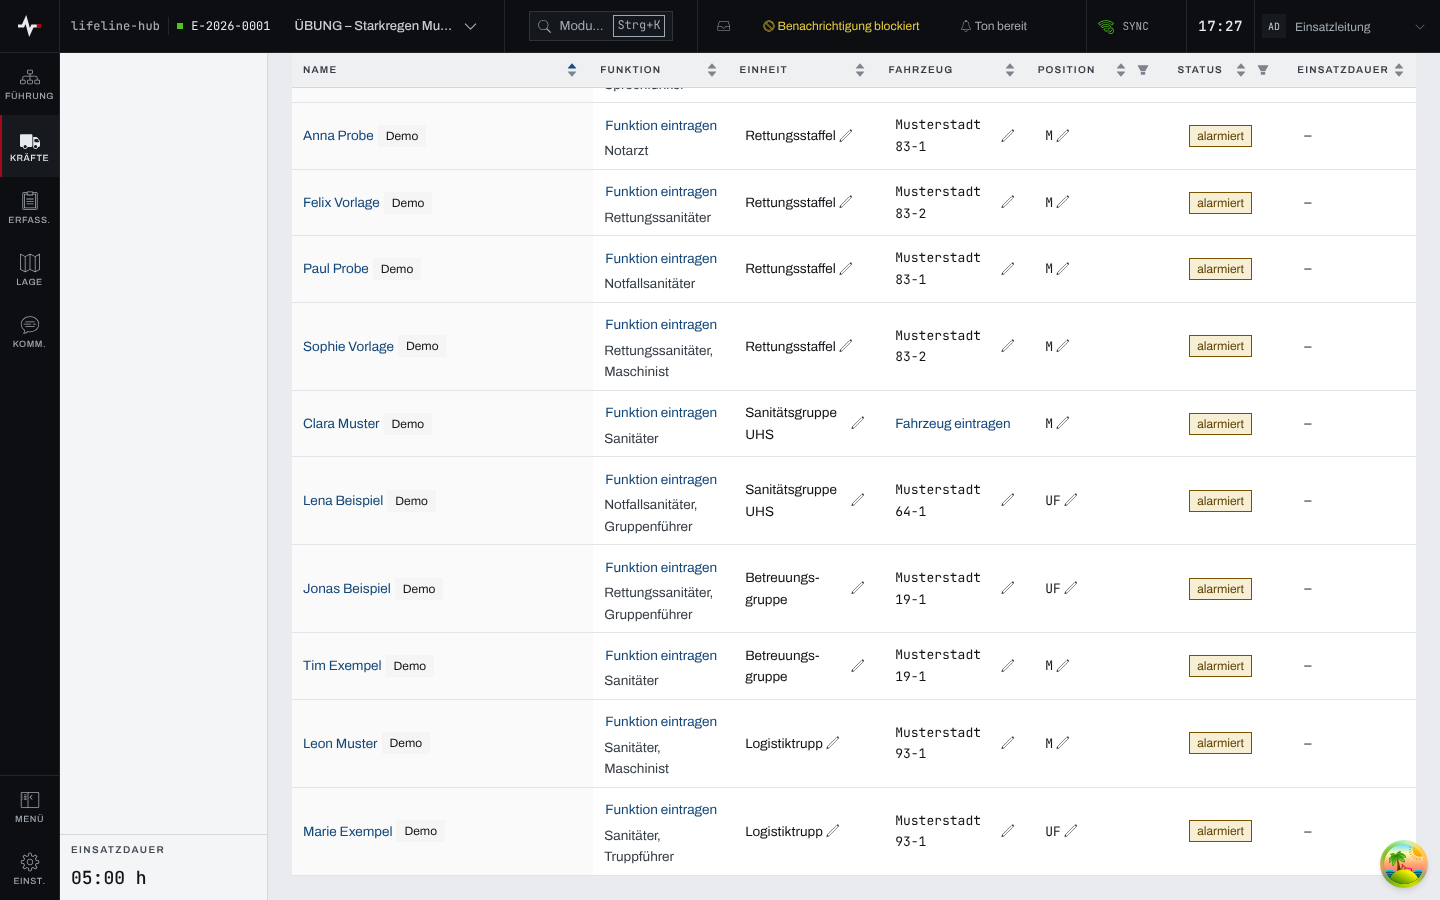 lifeline-hub E-2026-0001 ÜBUNG – Starkregen Mu... Modu... Strg+K Benachrichtigung blockiert Ton bereit SYNC 17:27 AD Einsatzleitung
FÜHRUNG
KRÄFTE
ERFASS.
LAGE
KOMM.
MENÜ
EINST.
EINSATZDAUER
05:00 h
NAME FUNKTION EINHEIT FAHRZEUG POSITION STATUS EINSATZDAUER
Anna Probe Demo
Funktion eintragen
Notarzt
Rettungsstaffel
Musterstadt
83-1
M
alarmiert
–
Felix Vorlage Demo
Funktion eintragen
Rettungssanitäter
Rettungsstaffel
Musterstadt
83-2
M
alarmiert
–
Paul Probe Demo
Funktion eintragen
Notfallsanitäter
Rettungsstaffel
Musterstadt
83-1
M
alarmiert
–
Sophie Vorlage Demo
Funktion eintragen
Rettungssanitäter,
Maschinist
Rettungsstaffel
Musterstadt
83-2
M
alarmiert
–
Clara Muster Demo
Funktion eintragen
Sanitäter
Sanitätsgruppe
UHS
Fahrzeug eintragen
M
alarmiert
–
Lena Beispiel Demo
Funktion eintragen
Notfallsanitäter,
Gruppenführer
Sanitätsgruppe
UHS
Musterstadt
64-1
UF
alarmiert
–
Jonas Beispiel Demo
Funktion eintragen
Rettungssanitäter,
Gruppenführer
Betreuungs-
gruppe
Musterstadt
19-1
UF
alarmiert
–
Tim Exempel Demo
Funktion eintragen
Sanitäter
Betreuungs-
gruppe
Musterstadt
19-1
M
alarmiert
–
Leon Muster Demo
Funktion eintragen
Sanitäter,
Maschinist
Logistiktrupp
Musterstadt
93-1
M
alarmiert
–
Marie Exempel Demo
Funktion eintragen
Sanitäter,
Truppführer
Logistiktrupp
Musterstadt
93-1
UF
alarmiert
–